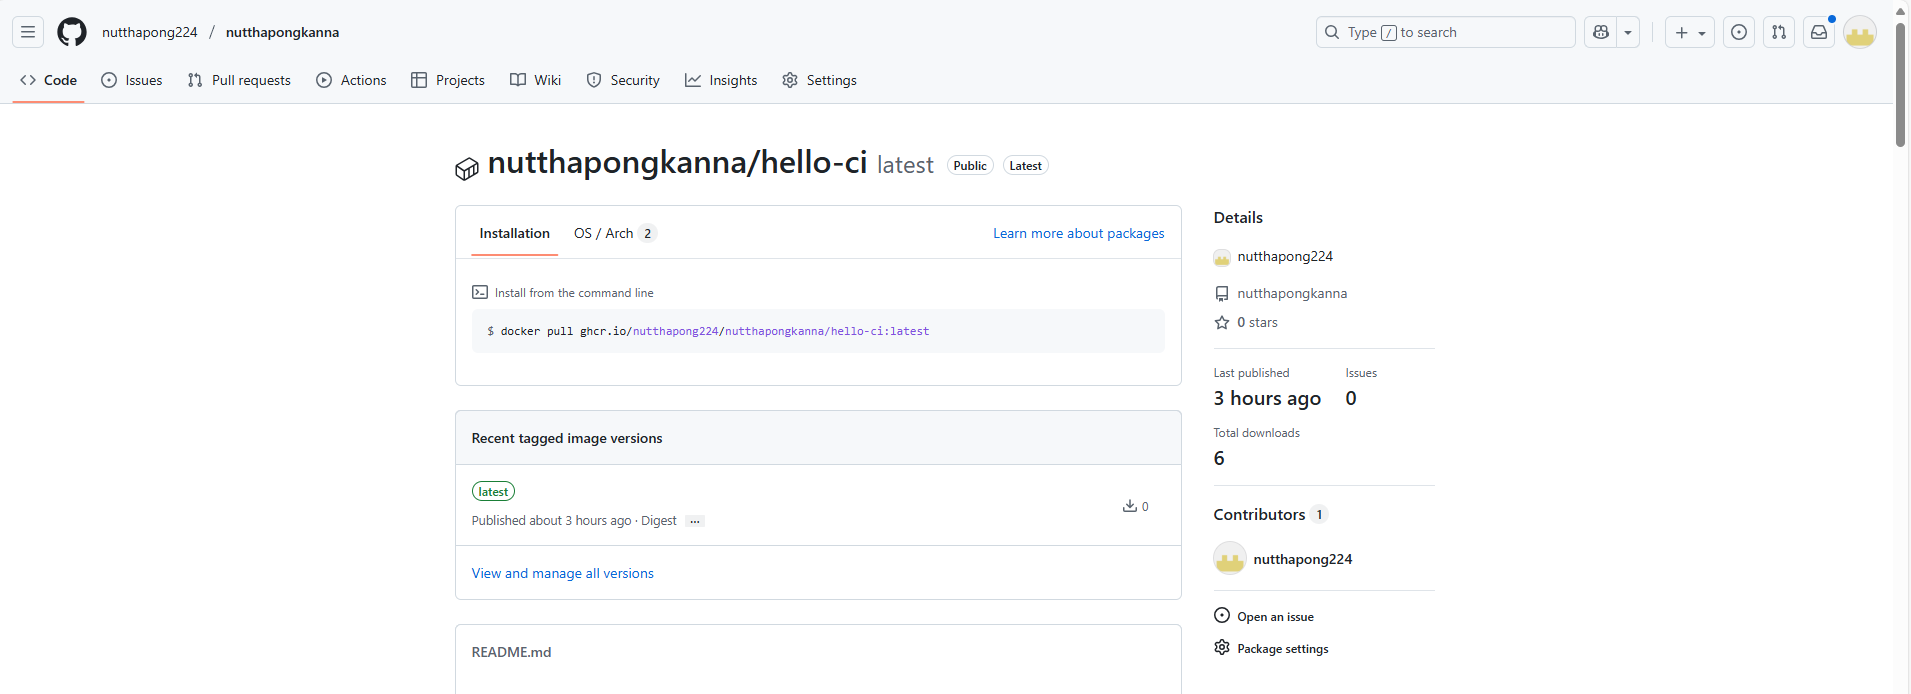 nutthapong224 / nutthapongkanna
Type / to search
Code Issues Pull requests Actions Projects Wiki Security Insights Settings
nutthapongkanna/hello-ci latest Public Latest
Installation OS / Arch 2 Learn more about packages
Install from the command line
$ docker pull ghcr.io/nutthapong224/nutthapongkanna/hello-ci:latest
Recent tagged image versions
latest
Published about 3 hours ago · Digest ...
0
View and manage all versions
README.md
Details
nutthapong224
nutthapongkanna
0 stars
Last published Issues
3 hours ago 0
Total downloads
6
Contributors 1
nutthapong224
Open an issue
Package settings